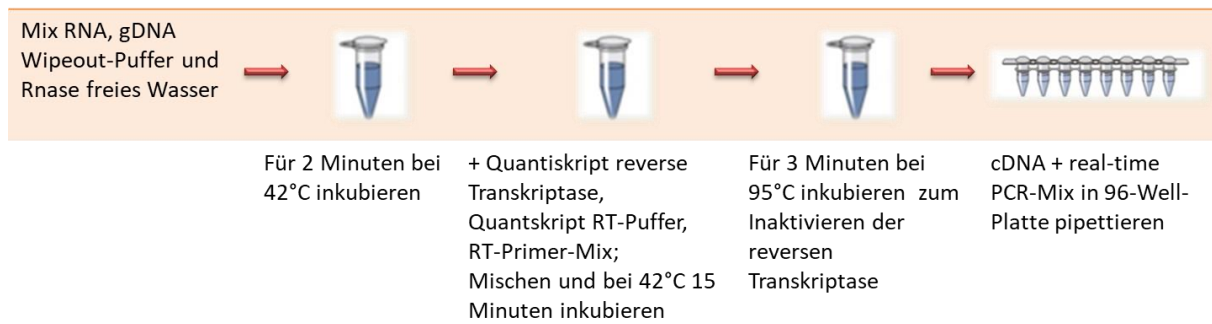 Mix RNA, gDNA
Wipeout-Puffer und
Rnase freies Wasser
Für 2 Minuten bei
42°C inkubieren
+ Quantiskript reverse
Transkriptase,
Quantskript RT-Puffer,
RT-Primer-Mix;
Mischen und bei 42°C 15
Minuten inkubieren
Für 3 Minuten bei
95°C inkubieren zum
Inaktivieren der
reversen
Transkriptase
cDNA + real-time
PCR-Mix in 96-Well-
Platte pipettieren